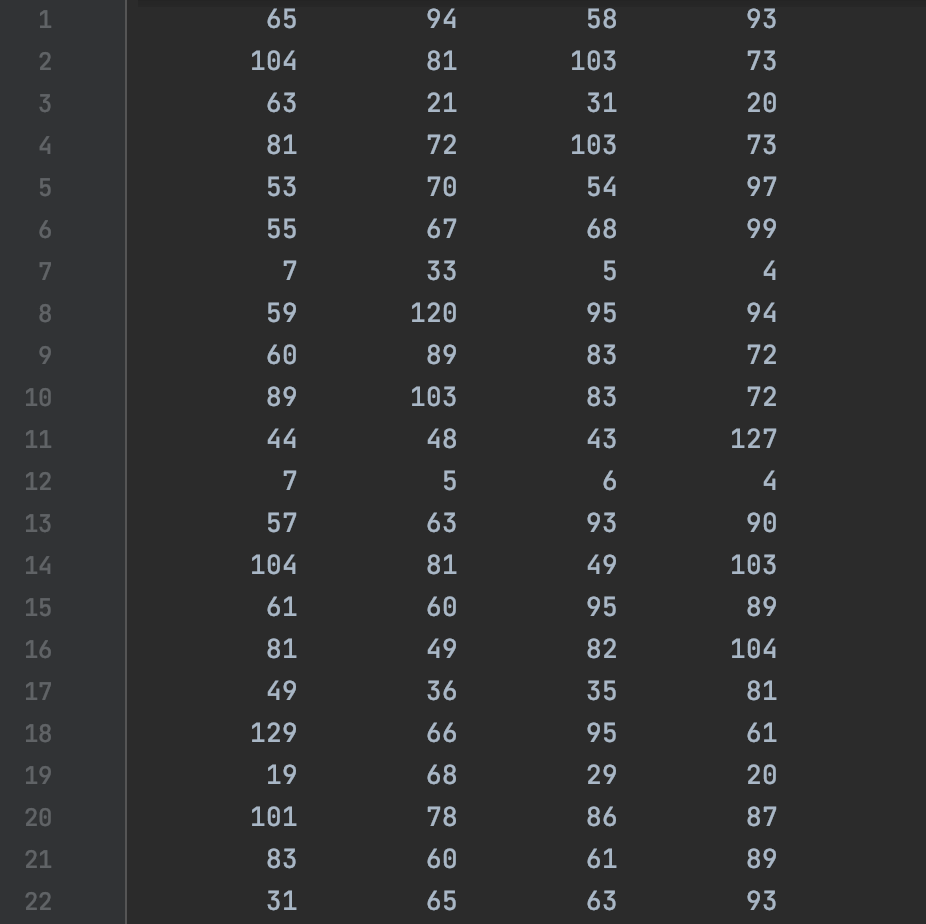 1 65 94 58 93
2 104 81 103 73
3 63 21 31 20
4 81 72 103 73
5 53 70 54 97
6 55 67 68 99
7 7 33 5 4
8 59 120 95 94
9 60 89 83 72
10 89 103 83 72
11 44 48 43 127
12 7 5 6 4
13 57 63 93 90
14 104 81 49 103
15 61 60 95 89
16 81 49 82 104
17 49 36 35 81
18 129 66 95 61
19 19 68 29 20
20 101 78 86 87
21 83 60 61 89
22 31 65 63 93